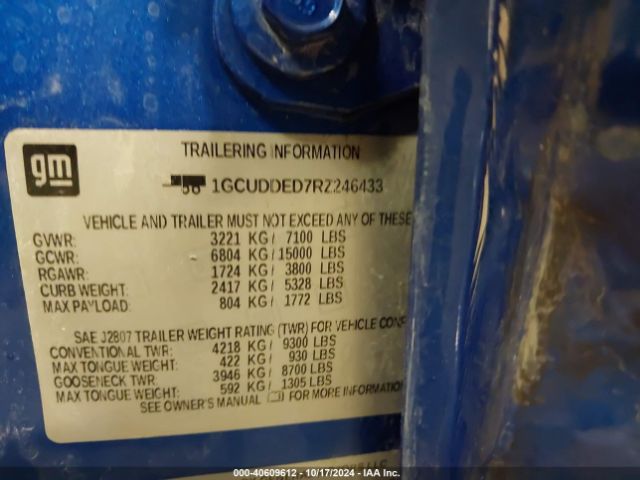 gm
TRAILERING INFORMATION
1GCUDDED7RZ246433
VEHICLE AND TRAILER MUST NOT EXCEED ANY OF THESE
GVWR: 3221 KG/ 7100 LBS
GCWR: 6804 KG/ 15000 LBS
RGAWR: 1724 KG/ 3800 LBS
CURB WEIGHT: 2417 KG/ 5328 LBS
MAX PAYLOAD: 804 KG/ 1772 LBS
SAE J2807 TRAILER WEIGHT RATING (TWR) FOR VEHICLE CONF
CONVENTIONAL TWR: 4218 KG/ 9300 LBS
MAX TONGUE WEIGHT: 422 KG/ 930 LBS
GOOSENECK TWR: 3946 KG/ 8700 LBS
MAX TONGUE WEIGHT: 592 KG/ 1305 LBS
SEE OWNER'S MANUAL FOR MORE INFORMATION
000-40609612 - 10/17/2024 - IAA Inc.